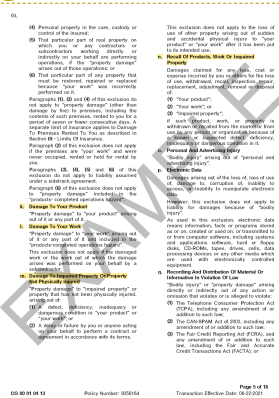 GL
(4) Personal property in the care, custody or
control of the insured;
(5) That particular part of real property on
which you or any contractors or
subcontractors working directly or
indirectly on your behalf are performing
operations, if the "property damage"
arises out of those operations; or
(6) That particular part of any property that
must be restored, repaired or replaced
because "your work" was incorrectly
performed on it.
Paragraphs (1), (3) and (4) of this exclusion do
not apply to "property damage" (other than
damage by fire) to premises, including the
contents of such premises, rented to you for a
period of seven or fewer consecutive days. A
separate limit of insurance applies to Damage
To Premises Rented To You as described in
Section III – Limits Of Insurance.
Paragraph (2) of this exclusion does not apply
if the premises are "your work" and were
never occupied, rented or held for rental by
you.
Paragraphs (3), (4), (5) and (6) of this
exclusion do not apply to liability assumed
under a sidetrack agreement.
Paragraph (6) of this exclusion does not apply
to "property damage" included in the
"products-completed operations hazard".
k. Damage To Your Product
"Property damage" to "your product" arising
out of it or any part of it.
l. Damage To Your Work
"Property damage" to "your work" arising out
of it or any part of it and included in the
"products-completed operations hazard".
This exclusion does not apply if the damaged
work or the work out of which the damage
arises was performed on your behalf by a
subcontractor.
m. Damage To Impaired Property Or Property
Not Physically Injured
"Property damage" to "impaired property" or
property that has not been physically injured,
arising out of:
(1) A defect, deficiency, inadequacy or
dangerous condition in "your product" or
"your work"; or
(2) A delay or failure by you or anyone acting
on your behalf to perform a contract or
agreement in accordance with its terms.
This exclusion does not apply to the loss of
use of other property arising out of sudden
and accidental physical injury to "your
product" or "your work" after it has been put
to its intended use.
n. Recall Of Products, Work Or Impaired
Property
Damages claimed for any loss, cost or
expense incurred by you or others for the loss
of use, withdrawal, recall, inspection, repair,
replacement, adjustment, removal or disposal
of:
(1) "Your product";
(2) "Your work"; or
(3) "Impaired property";
if such product, work, or property is
withdrawn or recalled from the market or from
use by any person or organization because of
a known or suspected defect, deficiency,
inadequacy or dangerous condition in it.
o. Personal And Advertising Injury
"Bodily injury" arising out of "personal and
advertising injury".
p. Electronic Data
Damages arising out of the loss of, loss of use
of, damage to, corruption of, inability to
access, or inability to manipulate electronic
data.
However, this exclusion does not apply to
liability for damages because of "bodily
injury".
As used in this exclusion, electronic data
means information, facts or programs stored
as or on, created or used on, or transmitted to
or from computer software, including systems
and applications software, hard or floppy
disks, CD-ROMs, tapes, drives, cells, data
processing devices or any other media which
are used with electronically controlled
equipment.
q. Recording And Distribution Of Material Or
Information In Violation Of Law
"Bodily injury" or "property damage" arising
directly or indirectly out of any action or
omission that violates or is alleged to violate:
(1) The Telephone Consumer Protection Act
(TCPA), including any amendment of or
addition to such law;
(2) The CAN-SPAM Act of 2003, including any
amendment of or addition to such law;
(3) The Fair Credit Reporting Act (FCRA), and
any amendment of or addition to such
law, including the Fair and Accurate
Credit Transactions Act (FACTA); or
Page 5 of 16
CG 00 01 04 13 Policy Number: 9358164 Transaction Effective Date: 06-22-2021